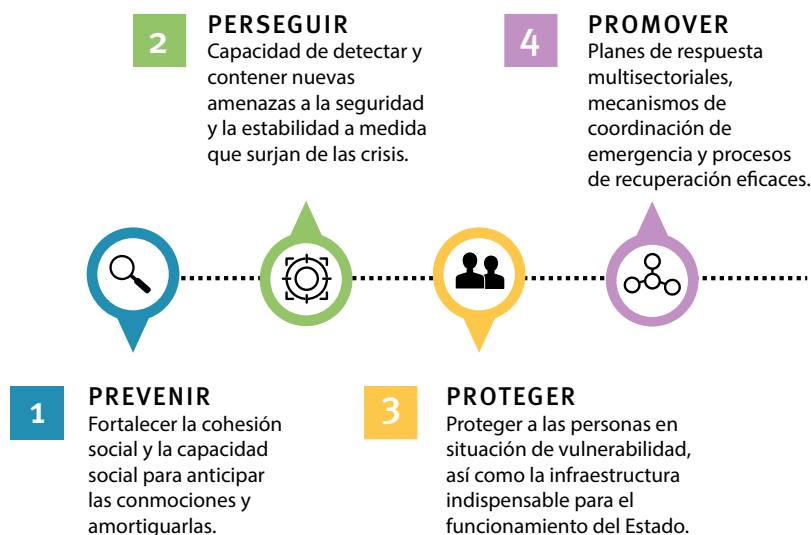 1
PREVENIR
Fortalecer la cohesión
social y la capacidad
social para anticipar
las conmociones y
amortiguarlas.
2
PERSEGUIR
Capacidad de detectar y
contener nuevas
amenazas a la seguridad
y la estabilidad a medida
que surjan de las crisis.
3
PROTEGER
Proteger a las personas en
situación de vulnerabilidad,
así como la infraestructura
indispensable para el
funcionamiento del Estado.
4
PROMOVER
Planes de respuesta
multisectoriales,
mecanismos de
coordinación de
emergencia y procesos
de recuperación eficaces.